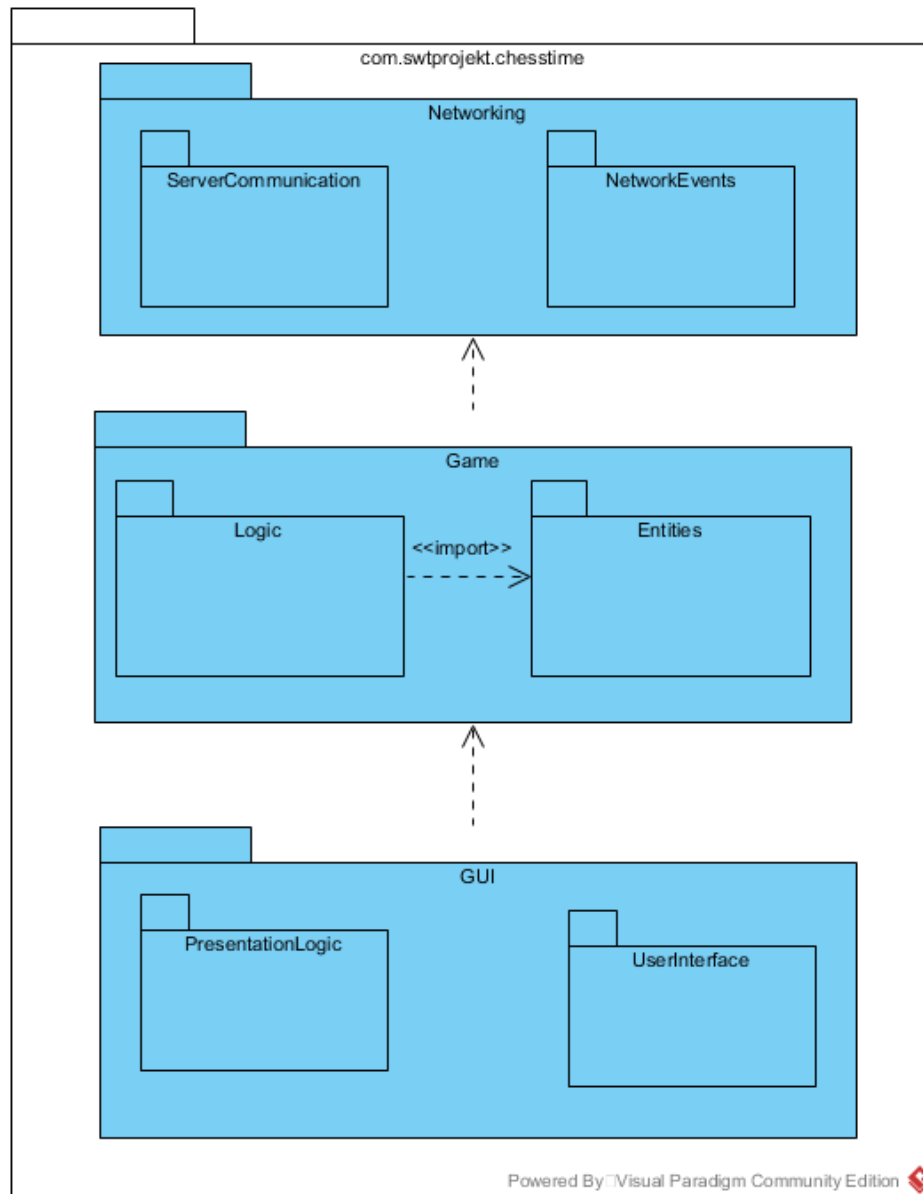 com.swtprojekt.chesstime
Networking
ServerCommunication
NetworkEvents
Game
Logic
<<import>>
Entities
GUI
PresentationLogic
UserInterface
Powered By Visual Paradigm Community Edition